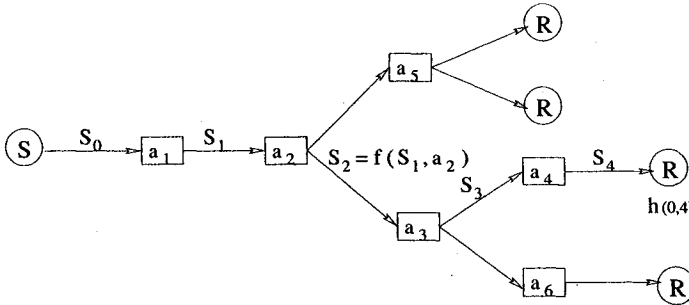 R
a5
R
S
S0
a1
S1
a2
S2 = f(S1, a2)
S3
a4
S4
R
h(0,4)
a3
a6
R